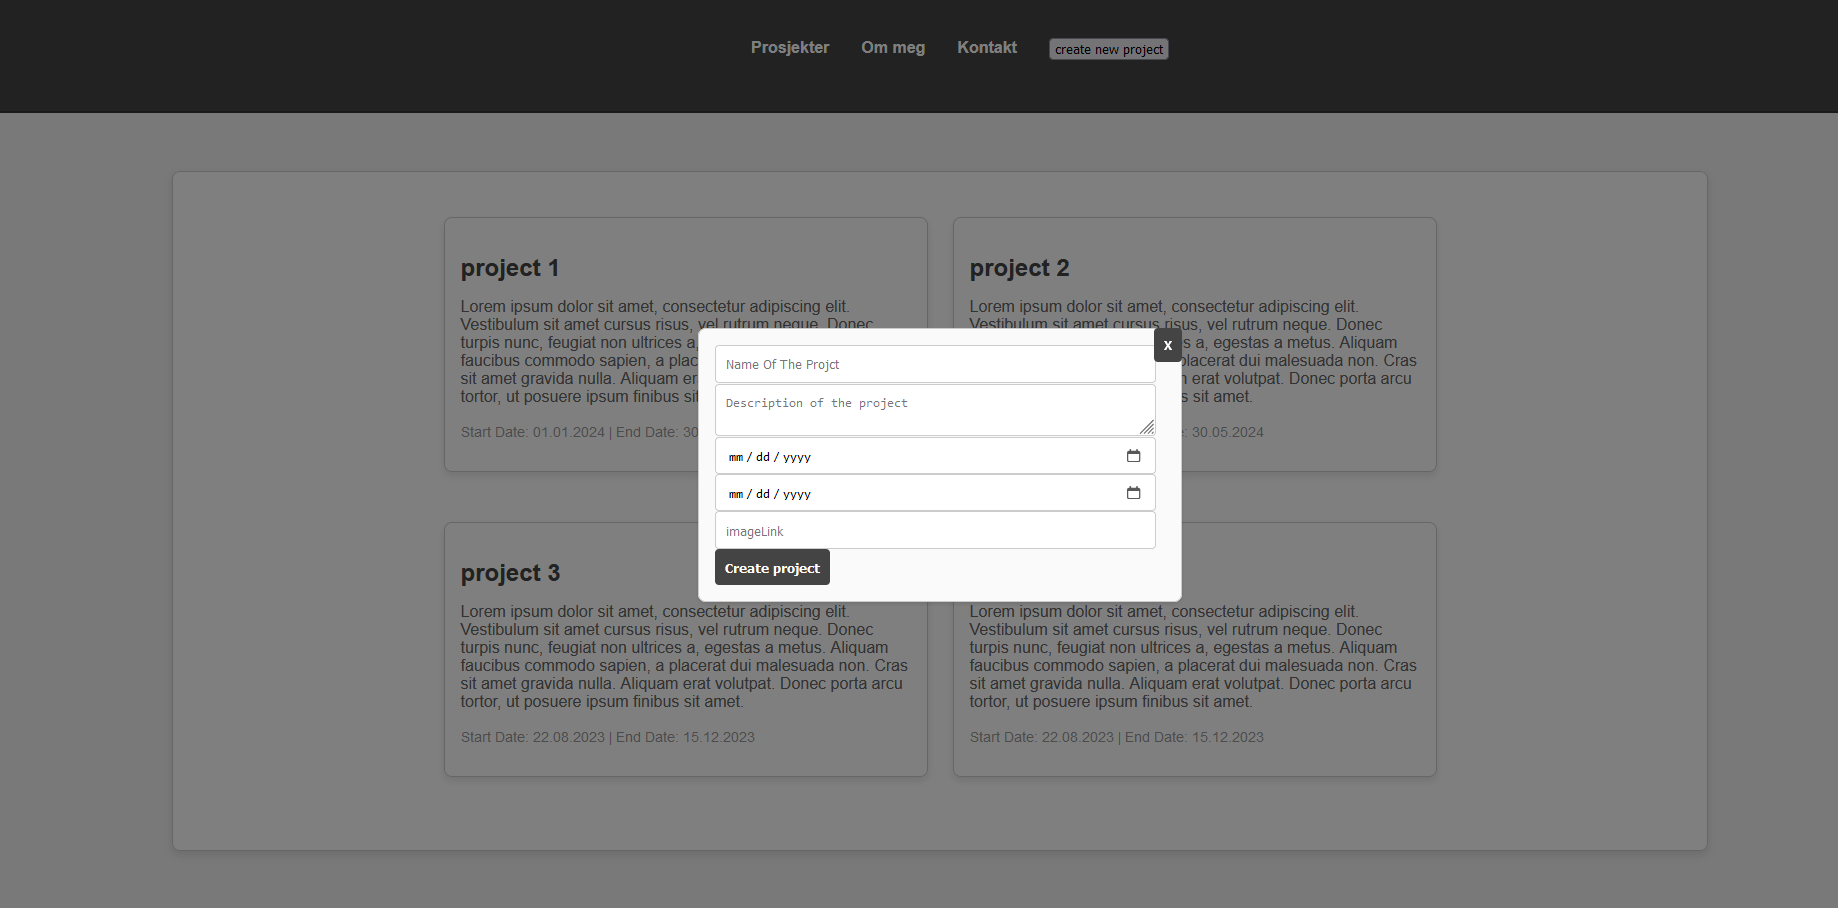 Prosjekter Om meg Kontakt create new project
project 1
Lorem ipsum dolor sit amet, consectetur adipiscing elit.
Vestibulum sit amet cursus risus, vel rutrum neque. Donec
turpis nunc, feugiat non ultrices a,
faucibus commodo sapien, a plac
sit amet gravida nulla. Aliquam er
tortor, ut posuere ipsum finibus sit
Start Date: 01.01.2024 | End Date: 30
project 2
Lorem ipsum dolor sit amet, consectetur adipiscing elit.
Vestibulum sit amet cursus risus, vel rutrum neque. Donec
s a, egestas a metus. Aliquam
placerat dui malesuada non. Cras
erat volutpat. Donec porta arcu
s sit amet.
: 30.05.2024
X
Name Of The Projct
Description of the project
mm / dd / yyyy
mm / dd / yyyy
imageLink
Create project
project 3
Lorem ipsum dolor sit amet, consectetur adipiscing elit.
Vestibulum sit amet cursus risus, vel rutrum neque. Donec
turpis nunc, feugiat non ultrices a, egestas a metus. Aliquam
faucibus commodo sapien, a placerat dui malesuada non. Cras
sit amet gravida nulla. Aliquam erat volutpat. Donec porta arcu
tortor, ut posuere ipsum finibus sit amet.
Start Date: 22.08.2023 | End Date: 15.12.2023
Lorem ipsum dolor sit amet, consectetur adipiscing elit.
Vestibulum sit amet cursus risus, vel rutrum neque. Donec
turpis nunc, feugiat non ultrices a, egestas a metus. Aliquam
faucibus commodo sapien, a placerat dui malesuada non. Cras
sit amet gravida nulla. Aliquam erat volutpat. Donec porta arcu
tortor, ut posuere ipsum finibus sit amet.
Start Date: 22.08.2023 | End Date: 15.12.2023